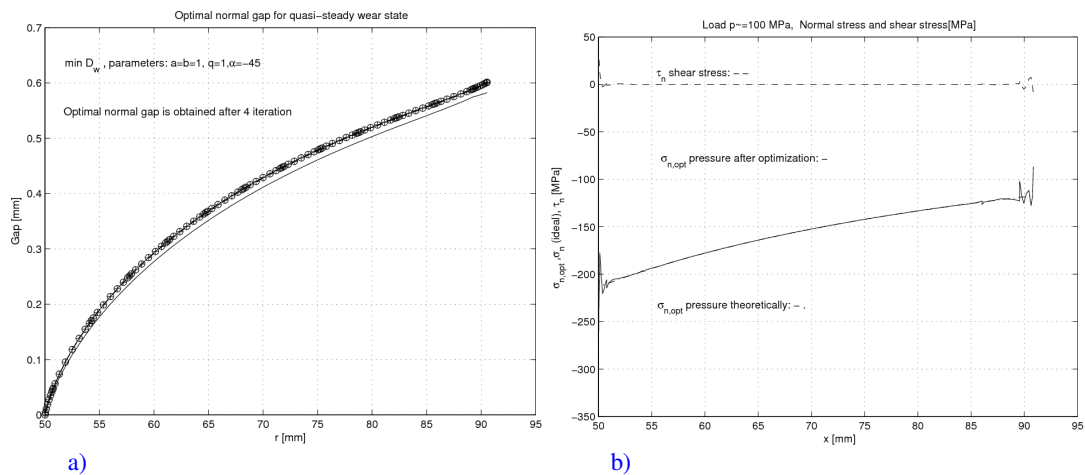 Optimal normal gap for quasi−steady wear state
0.7
0.6
0.5
0.4
0.3
0.2
0.1
0
Gap [mm]
min D_w , parameters: a=b=1, q=1,α=−45
Optimal normal gap is obtained after 4 iteration
50 55 60 65 70 75 80 85 90 95
r [mm]
a)
Load p~=100 MPa, Normal stress and shear stress[MPa]
50
0
−50
−100
−150
−200
−250
−300
−350
σ_n,opt ,σ_n (ideal), τ_n [MPa]
τ_n shear stress: − −
σ_n,opt pressure after optimization: −
σ_n,opt pressure theoretically: − .
50 55 60 65 70 75 80 85 90 95
x [mm]
b)